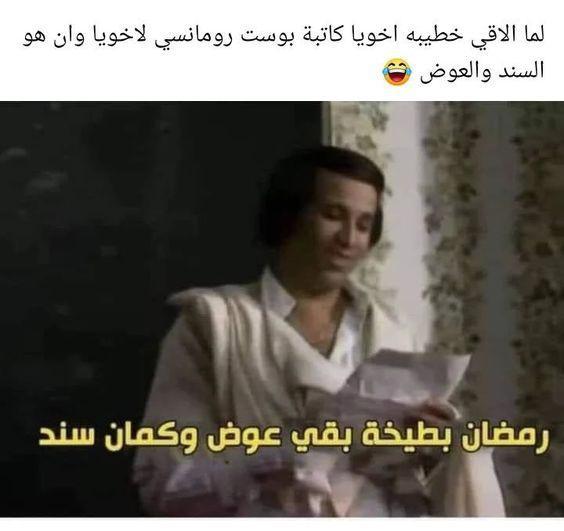 لما الاقي خطيبه اخويا كاتبة بوست رومانسي لاخويا وان هو
السند والعوض 😂
رمضان بطيخة بقي عوض وكمان سند